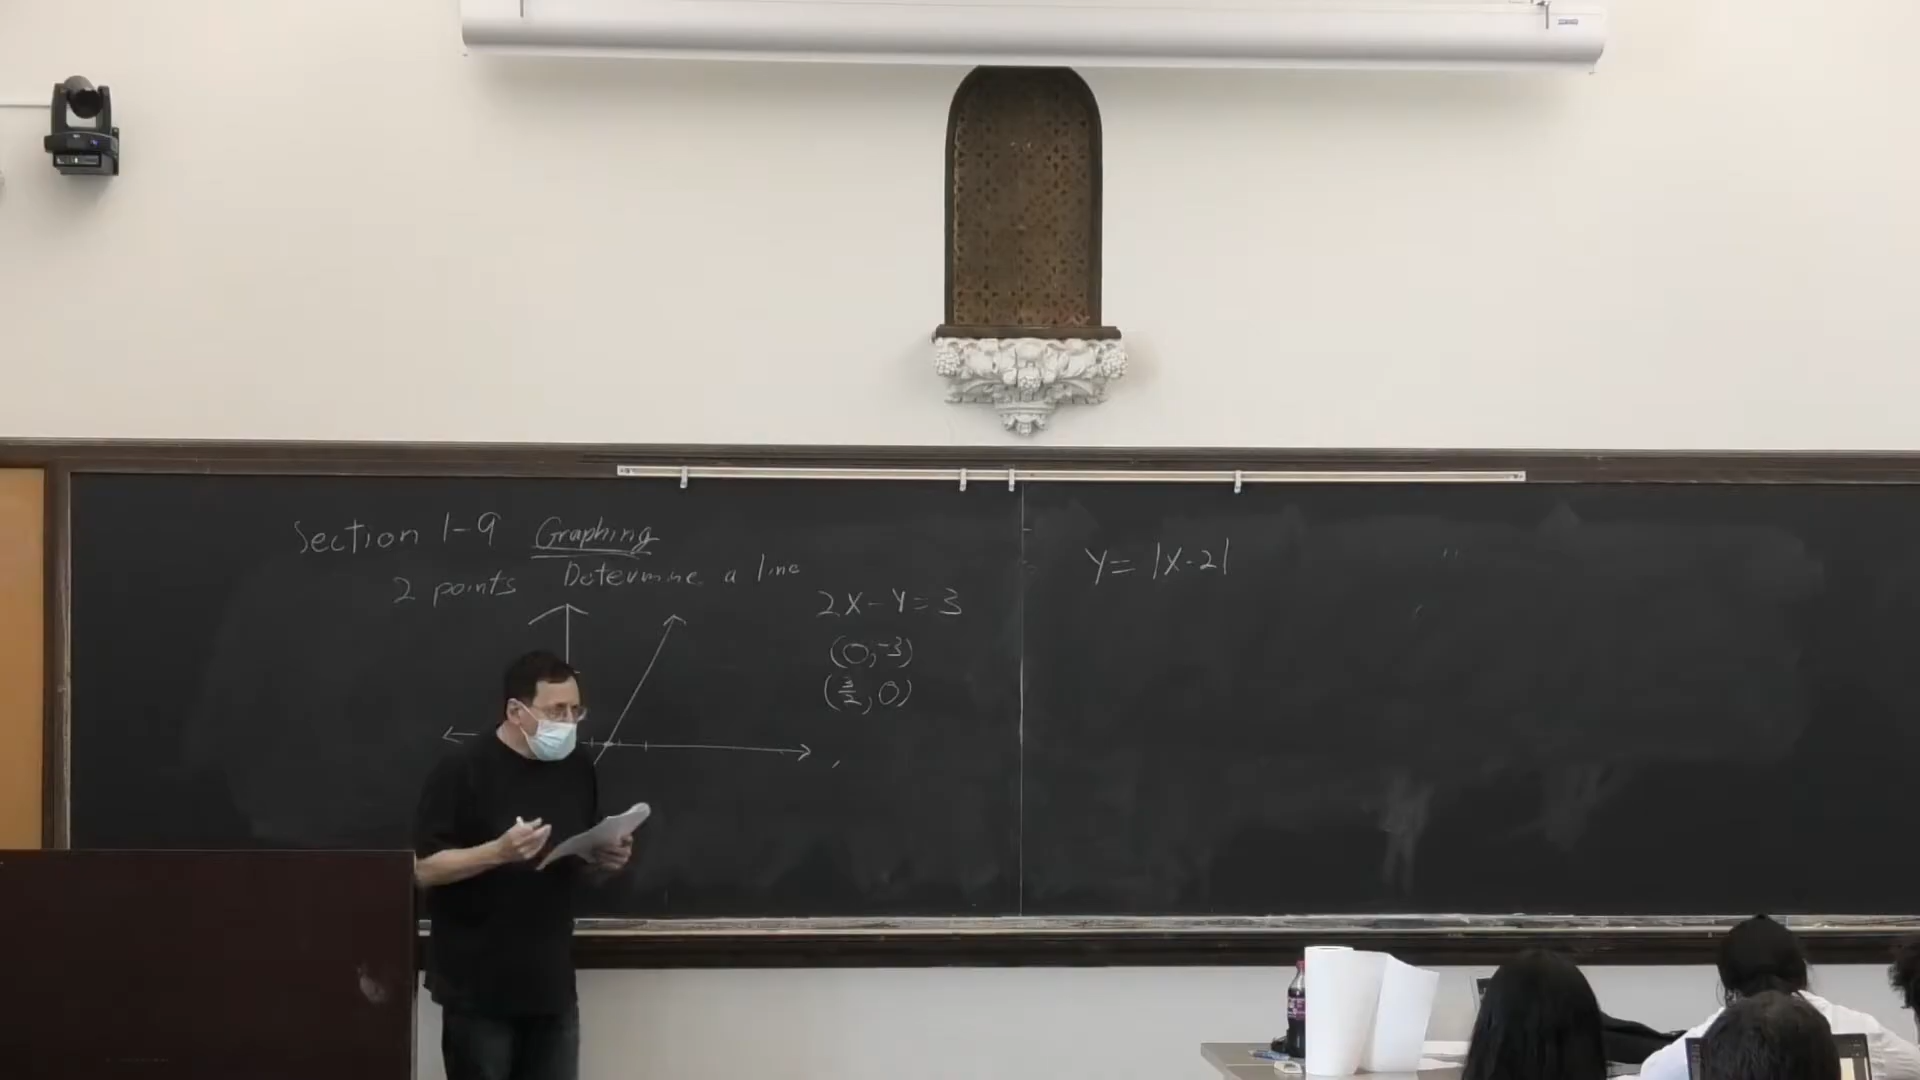 Section 1-9 Graphing
2 points Determine a line
2X-Y=3
(0,-3)
(3/2,0)
Y=|X-2|